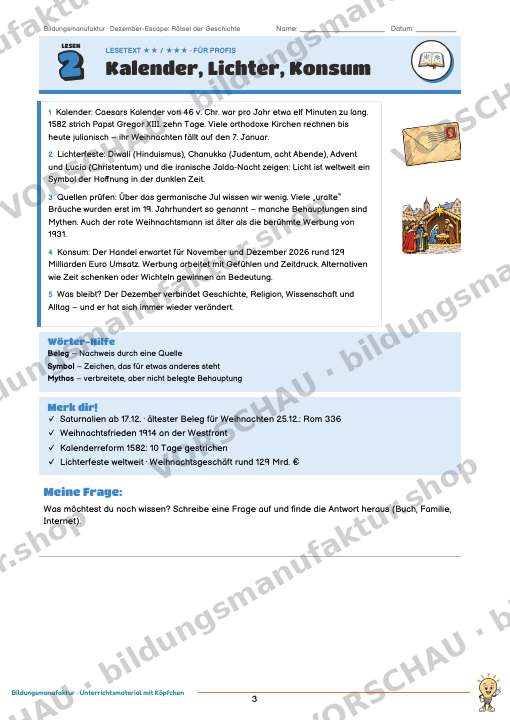 Bildungsmanufaktur · Dezember-Escape: Rätsel der Geschichte Name: ____________________ Datum: ____________
LESEN
2
LESETEXT ★★ / ★★★ · FÜR PROFIS
Kalender, Lichter, Konsum
1 Kalender: Caesars Kalender von 46 v. Chr. war pro Jahr etwa elf Minuten zu lang.
1582 strich Papst Gregor XIII. zehn Tage. Viele orthodoxe Kirchen rechnen bis
heute julianisch – ihr Weihnachten fällt auf den 7. Januar.
2 Lichterfeste: Diwali (Hinduismus), Chanukka (Judentum, acht Abende), Advent
und Lucia (Christentum) und die iranische Jalda-Nacht zeigen: Licht ist weltweit ein
Symbol der Hoffnung in der dunklen Zeit.
3 Quellen prüfen: Über das germanische Jul wissen wir wenig. Viele „uralte“
Bräuche wurden erst im 19. Jahrhundert so genannt – manche Behauptungen sind
Mythen. Auch der rote Weihnachtsmann ist älter als die berühmte Werbung von
1931.
4 Konsum: Der Handel erwartet für November und Dezember 2026 rund 129
Milliarden Euro Umsatz. Werbung arbeitet mit Gefühlen und Zeitdruck. Alternativen
wie Zeit schenken oder Wichteln gewinnen an Bedeutung.
5 Was bleibt? Der Dezember verbindet Geschichte, Religion, Wissenschaft und
Alltag – und er hat sich immer wieder verändert.
Wörter-Hilfe
Beleg – Nachweis durch eine Quelle
Symbol – Zeichen, das für etwas anderes steht
Mythos – verbreitete, aber nicht belegte Behauptung
Merk dir!
✓ Saturnalien ab 17.12. · ältester Beleg für Weihnachten 25.12.: Rom 336
✓ Weihnachtsfrieden 1914 an der Westfront
✓ Kalenderreform 1582: 10 Tage gestrichen
✓ Lichterfeste weltweit · Weihnachtsgeschäft rund 129 Mrd. €
Meine Frage:
Was möchtest du noch wissen? Schreibe eine Frage auf und finde die Antwort heraus (Buch, Familie,
Internet).
Bildungsmanufaktur · Unterrichtsmaterial mit Köpfchen
3
VORSCHAU · bildungsmanufaktur.shop